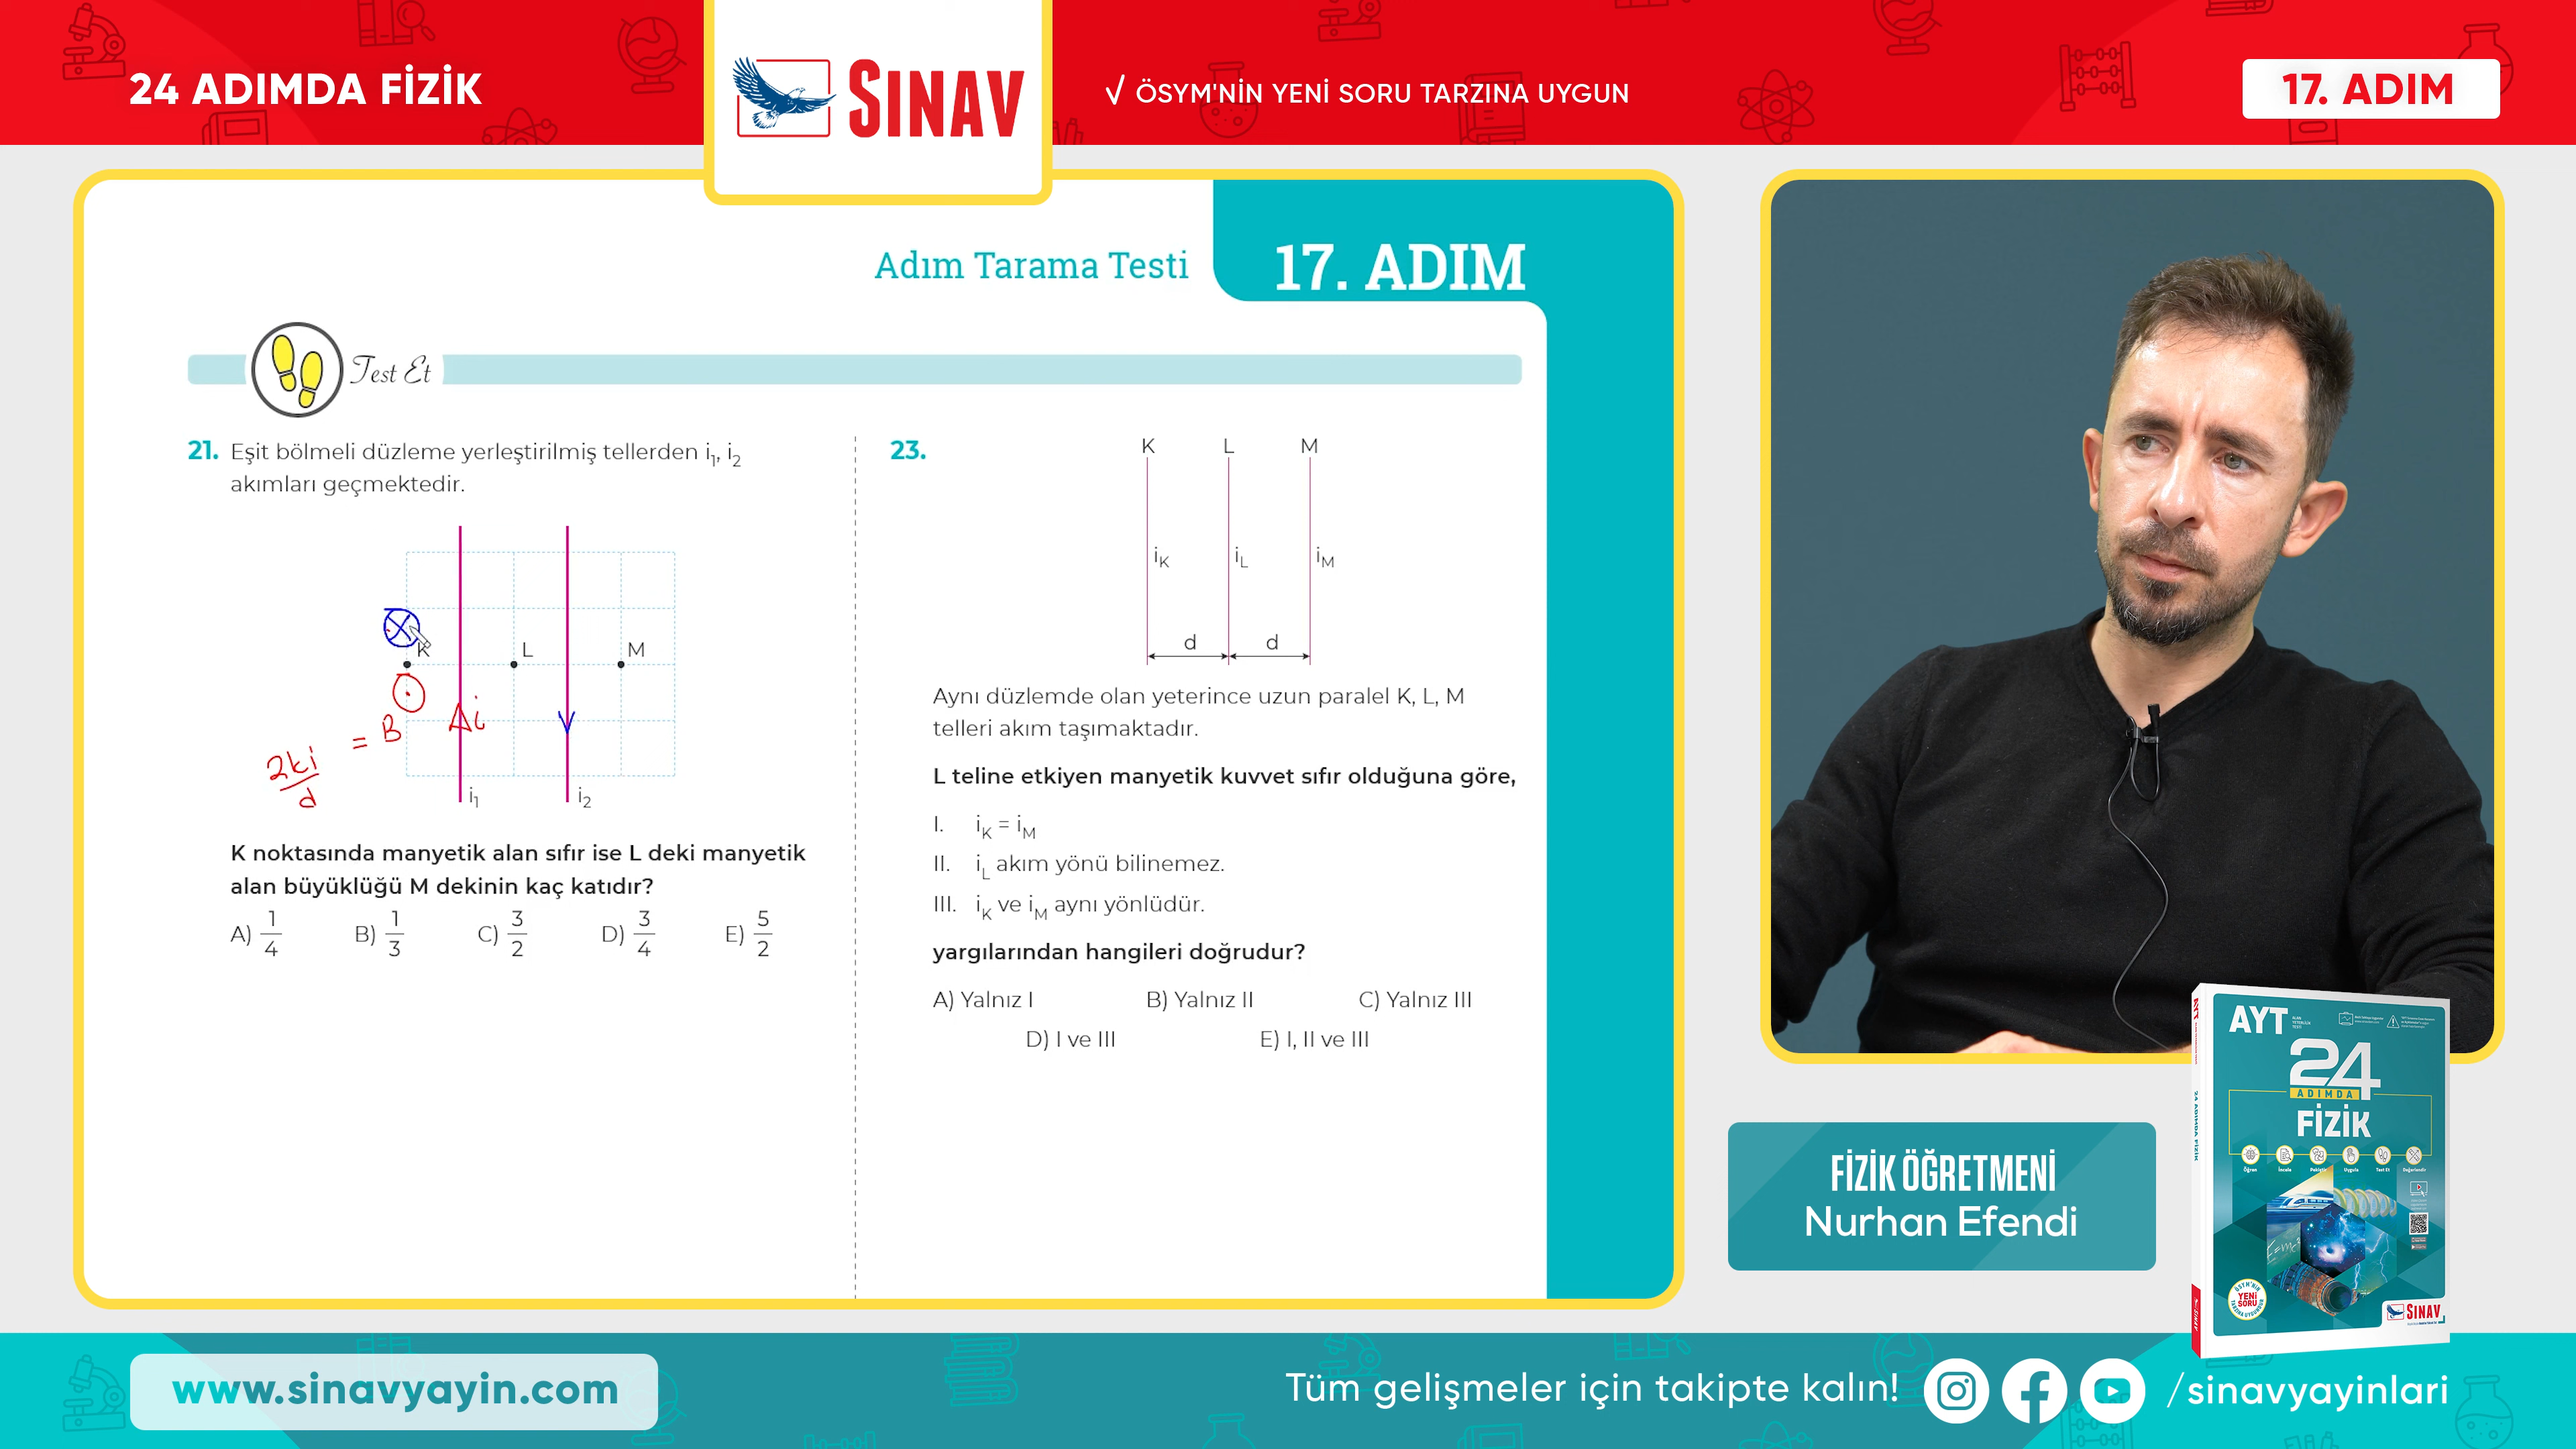 24 ADIMDA FİZİK
SINAV
√ ÖSYM'NİN YENİ SORU TARZINA UYGUN
17. ADIM
Adım Tarama Testi
17. ADIM
Test Et
21. Eşit bölmeli düzleme yerleştirilmiş tellerden i₁, i₂
akımları geçmektedir.
K
L
M
i
= B
2ki
d
i₁
i₂
K noktasında manyetik alan sıfır ise L deki manyetik
alan büyüklüğü M dekinin kaç katıdır?
A) 1/4 B) 1/3 C) 3/2 D) 3/4 E) 5/2
23.
K L M
iK iL iM
d d
Aynı düzlemde olan yeterince uzun paralel K, L, M
telleri akım taşımaktadır.
L teline etkiyen manyetik kuvvet sıfır olduğuna göre,
I. iK = iM
II. iL akım yönü bilinemez.
III. iK ve iM aynı yönlüdür.
yargılarından hangileri doğrudur?
A) Yalnız I B) Yalnız II C) Yalnız III
D) I ve III E) I, II ve III
FİZİK ÖĞRETMENİ
Nurhan Efendi
AYT
24
ADIMDA
FİZİK
YENİ
SORU
SINAV
www.sinavyayin.com
Tüm gelişmeler için takipte kalın!
/sinavyayinlari